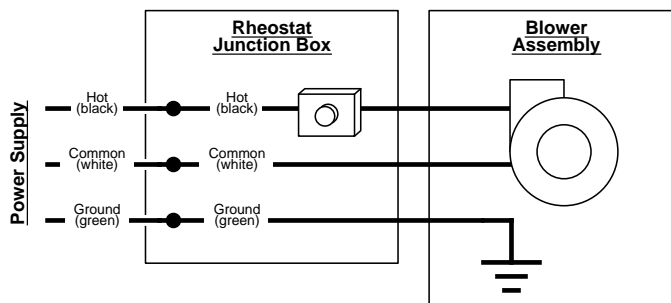 Rheostat
Junction Box
Blower
Assembly
Power Supply
Hot
(black)
Hot
(black)
Common
(white)
Common
(white)
Ground
(green)
Ground
(green)